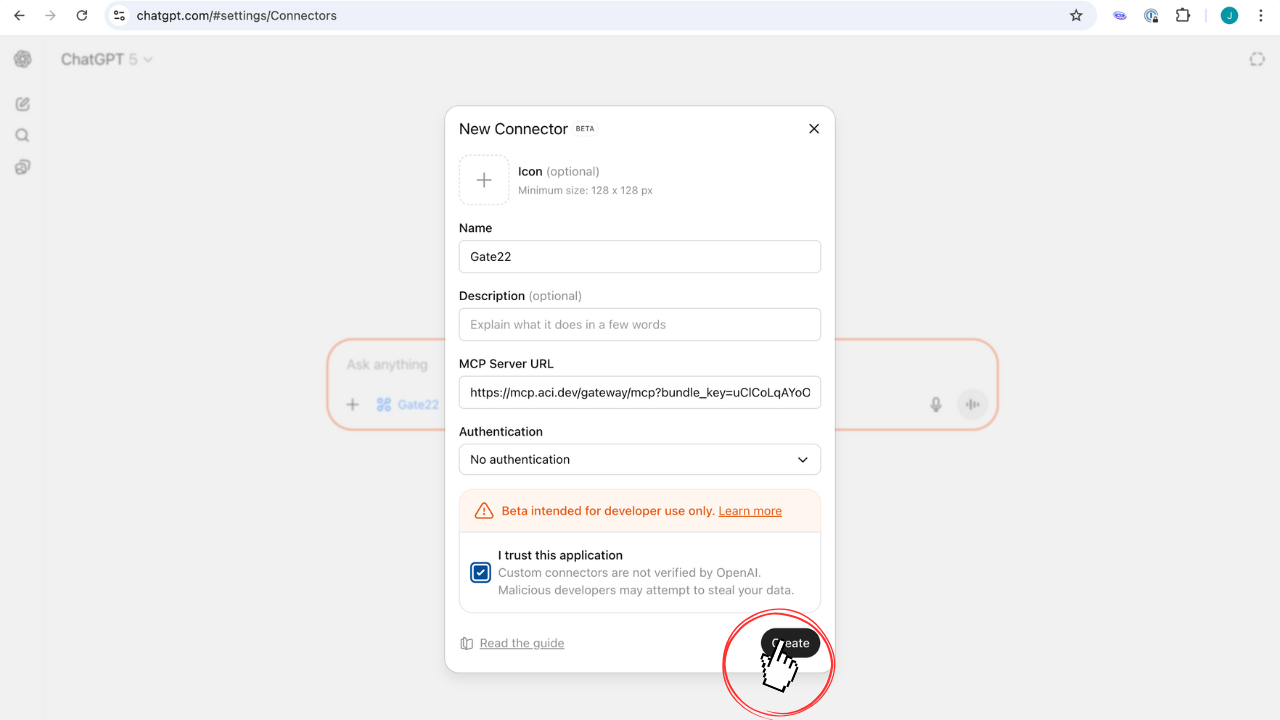 chatgpt.com/#settings/Connectors
J
ChatGPT 5
New Connector BETA
Icon (optional)
Minimum size: 128 x 128 px
Name
Gate22
Description (optional)
Explain what it does in a few words
MCP Server URL
https://mcp.aci.dev/gateway/mcp?bundle_key=uClCoLqAYoO
Ask anything
Gate22
Authentication
No authentication
Beta intended for developer use only. Learn more
I trust this application
Custom connectors are not verified by OpenAI.
Malicious developers may attempt to steal your data.
Read the guide
Create